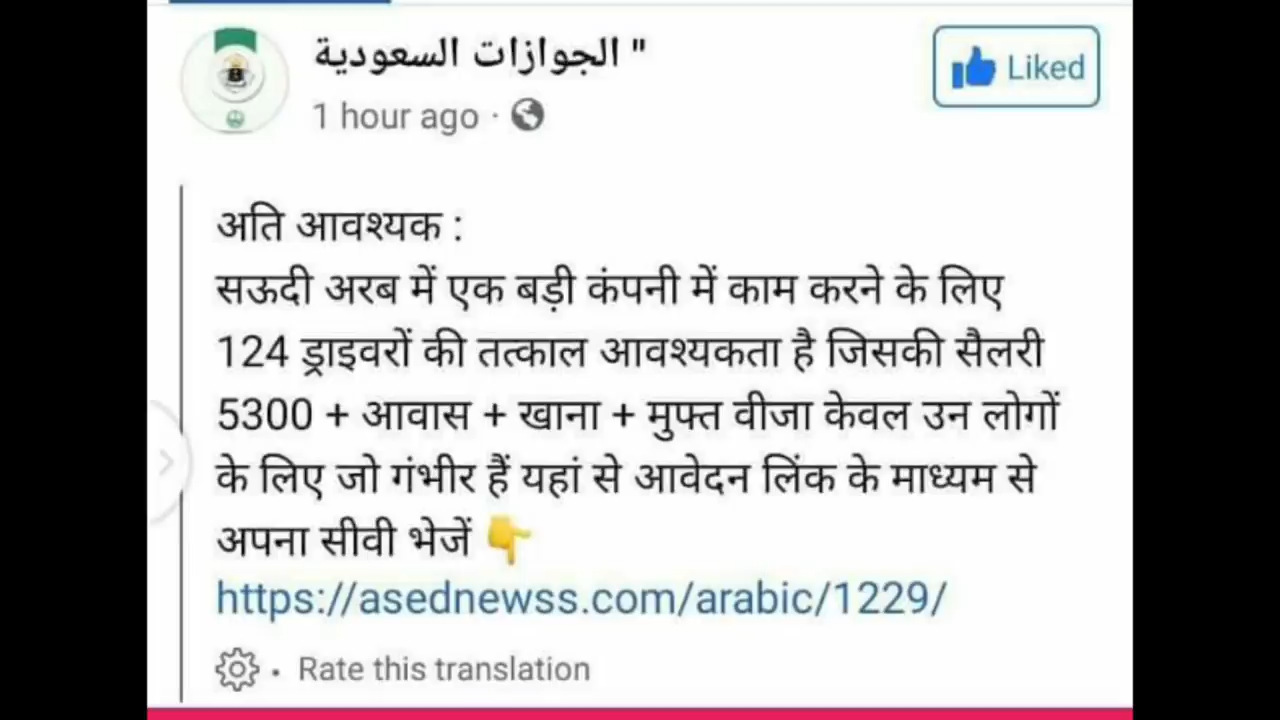 الجوازات السعودية "
Liked
1 hour ago ·
अति आवश्यक :
सऊदी अरब में एक बड़ी कंपनी में काम करने के लिए
124 ड्राइवरों की तत्काल आवश्यकता है जिसकी सैलरी
5300 + आवास + खाना + मुफ्त वीजा केवल उन लोगों
के लिए जो गंभीर हैं यहां से आवेदन लिंक के माध्यम से
अपना सीवी भेजें 👇
https://asednewss.com/arabic/1229/
· Rate this translation